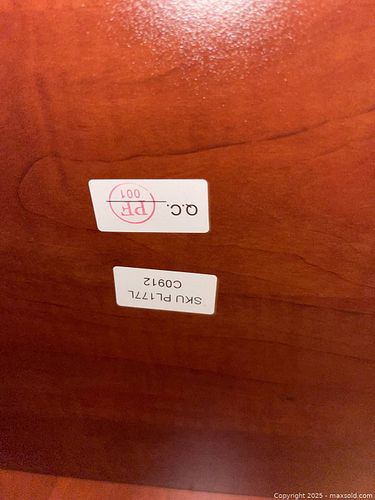 Q.C.
PF
001
SKU PL177L
C0912
Copyright 2025 - maxsold.com